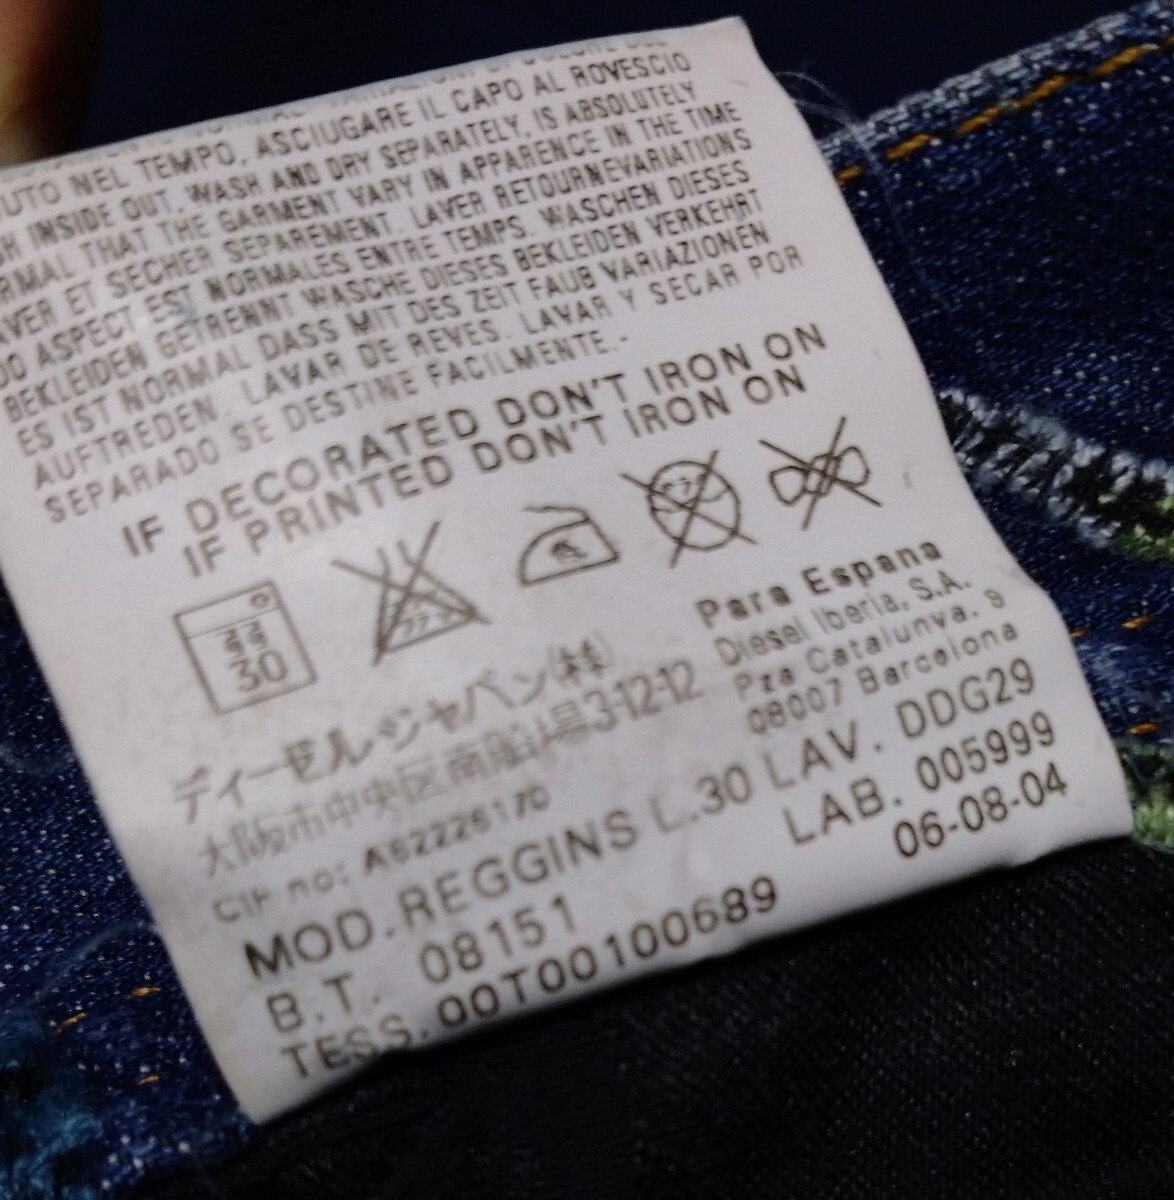 UTO NEL TEMPO, ASCIUGARE IL CAPO AL ROVESCIO
INSIDE OUT, WASH AND DRY SEPARATELY, IS ABSOLUTELY
RMAL THAT THE GARMENT VARY IN APPARENCE IN THE TIME
AVER ET SECHER SEPAREMENT. LAVER RETOURNEVARIATIONS
DO ASPECT EST NORMALES ENTRE TEMPS. WASCHEN DIESES
BEKLEIDEN GETRENNT WASCHE DIESES BEKLEIDEN VERKEHRT
ES IST NORMAL DASS MIT DES ZEIT FAUB VARIAZIONEN
AUFTREDEN. LAVAR DE REVES. LAVAR Y SECAR POR
SEPARADO SE DESTINE FACILMENTE.-
IF DECORATED DON'T IRON ON
IF PRINTED DON'T IRON ON
30
Para Espana
Diesel Iberia, S.A.
Pza Catalunya. 9
08007 Barcelona
ディーゼル・ジャパン(株)
大阪市中央区南船場3-12-12
CIF no: A62226170
MOD.REGGINS L.30 LAV. DDG29
B.T. 08151 LAB. 005999
TESS.00T00100689 06-08-04